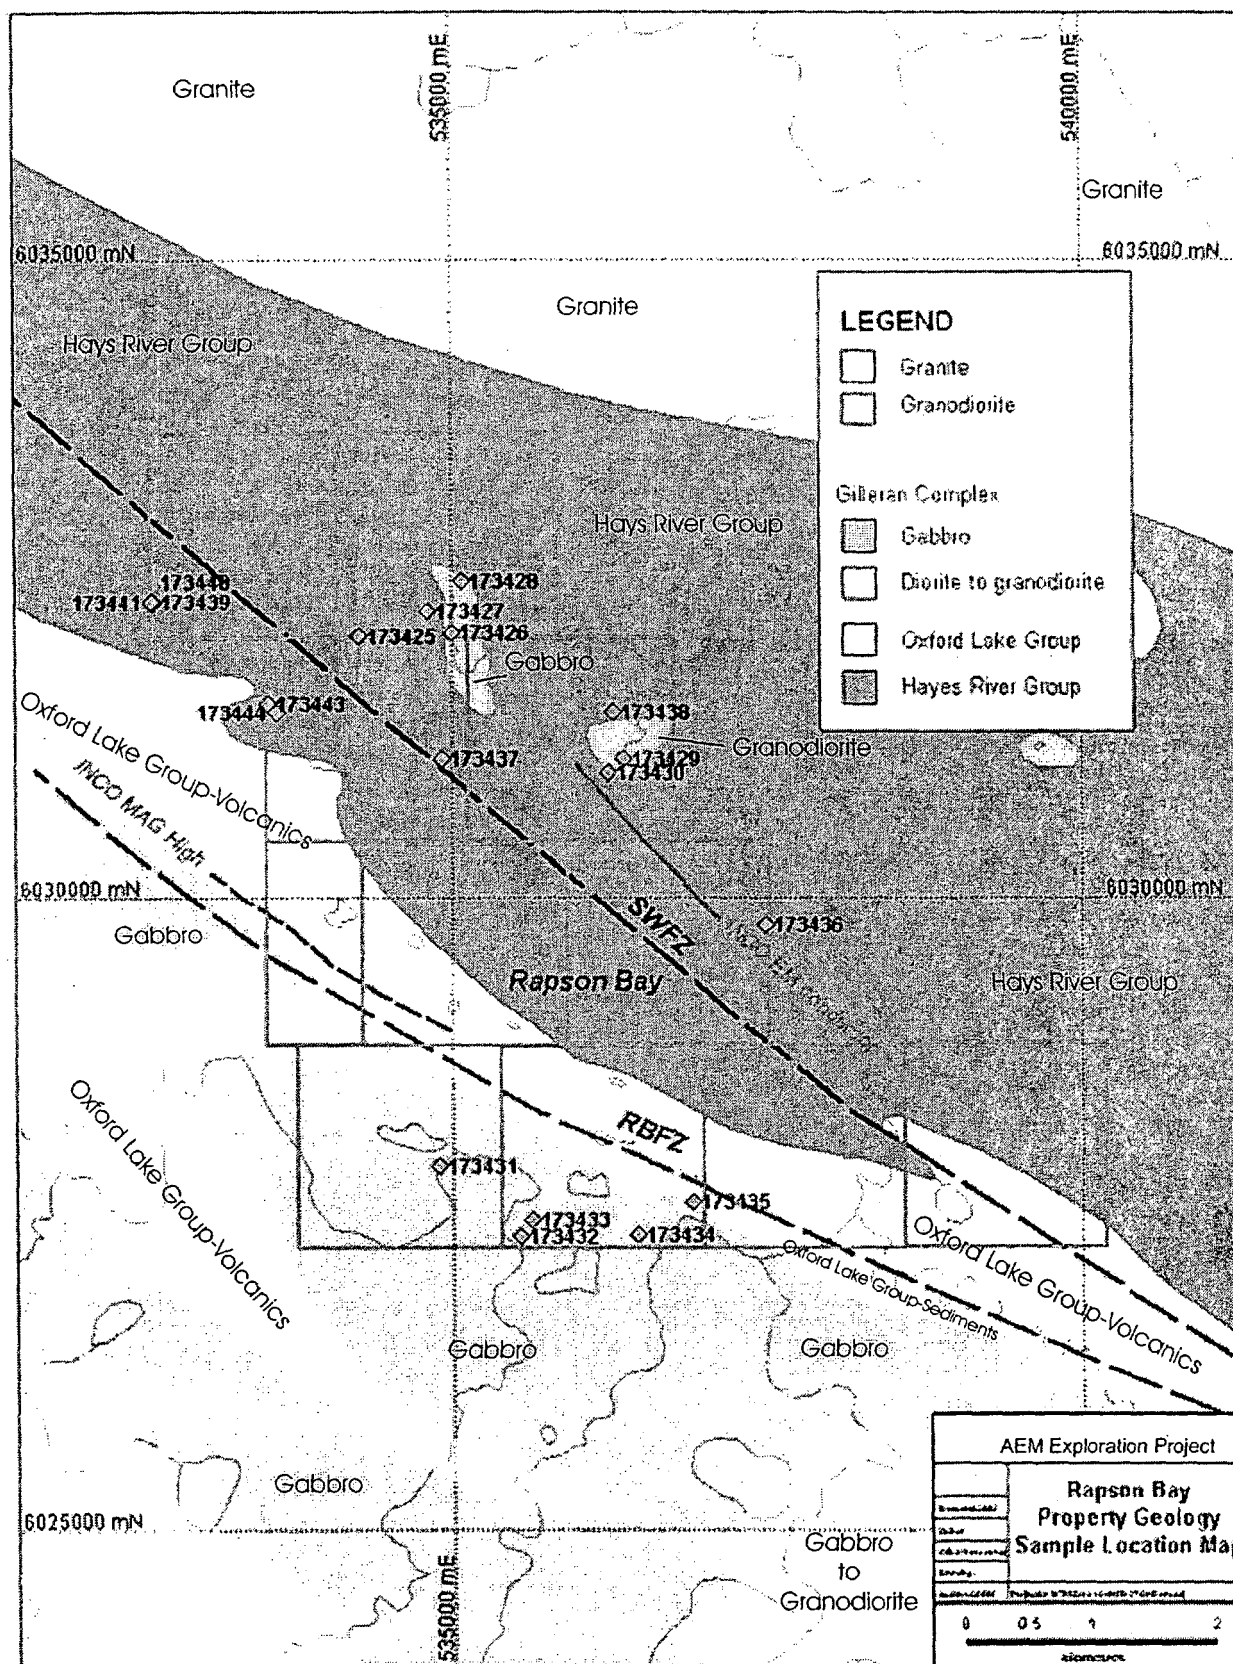 Granite
535000 mE
540000 mE
Granite
6035000 mN
6035000 mN
Granite
Hays River Group
LEGEND
Granite
Granodiorite
Gilleran Complex
Gabbro
Diorite to granodiorite
Oxford Lake Group
Hayes River Group
Hays River Group
173440
173441
173439
173428
173427
173425
173426
Gabbro
173443
173444
173438
Granodiorite
173429
173430
173437
Oxford Lake Group-Volcanics
INCO MAG High
6030000 mN
6030000 mN
Gabbro
SWFZ
173436
Rapson Bay
Hays River Group
Oxford Lake Group-Volcanics
RBFZ
173431
173435
173433
173432
173434
Oxford Lake Group-Sediments
Oxford Lake Group-Volcanics
Gabbro
Gabbro
Gabbro
6025000 mN
535000 mE
Gabbro
to
Granodiorite
AEM Exploration Project
Rapson Bay
Property Geology
Sample Location Map
0 0.5 1 2
kilometres